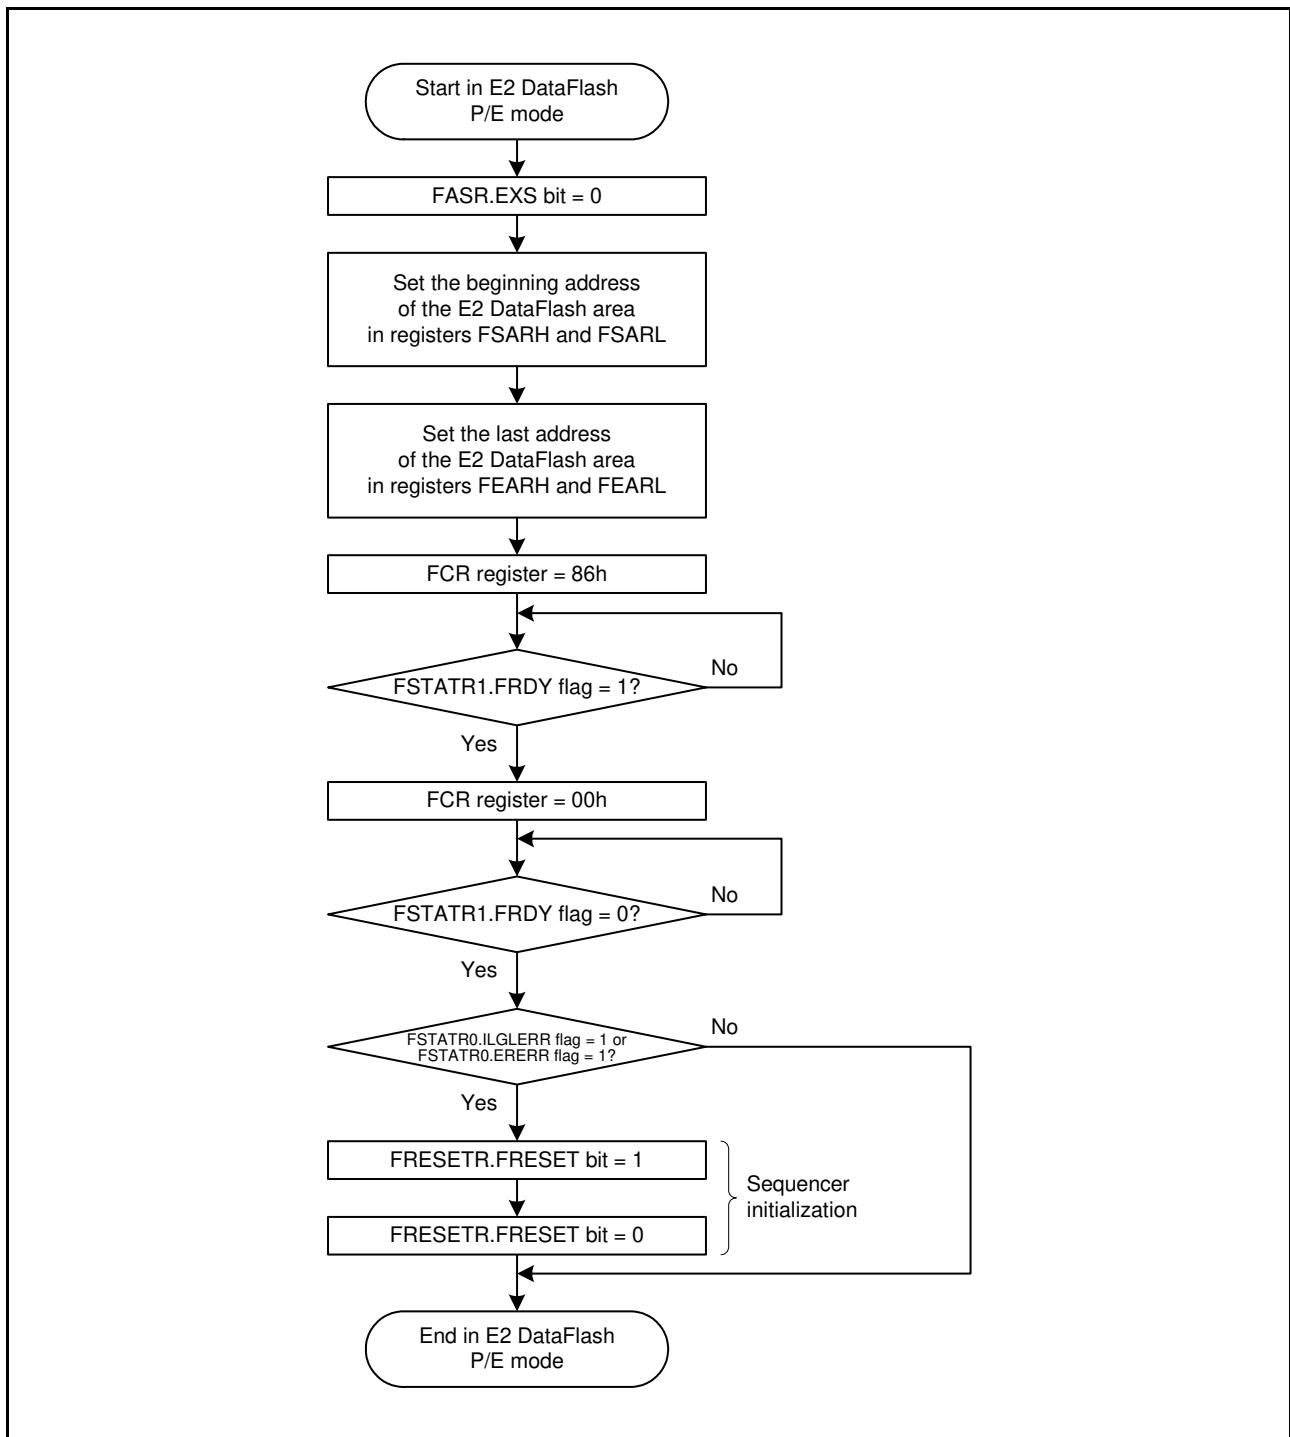 Start in E2 DataFlash
P/E mode
FASR.EXS bit = 0
Set the beginning address
of the E2 DataFlash area
in registers FSARH and FSARL
Set the last address
of the E2 DataFlash area
in registers FEARH and FEARL
FCR register = 86h
FSTATR1.FRDY flag = 1?
No
Yes
FCR register = 00h
FSTATR1.FRDY flag = 0?
No
Yes
FSTATR0.ILGLERR flag = 1 or
FSTATR0.ERERR flag = 1?
No
Yes
FRESETR.FRESET bit = 1
FRESETR.FRESET bit = 0
Sequencer
initialization
End in E2 DataFlash
P/E mode